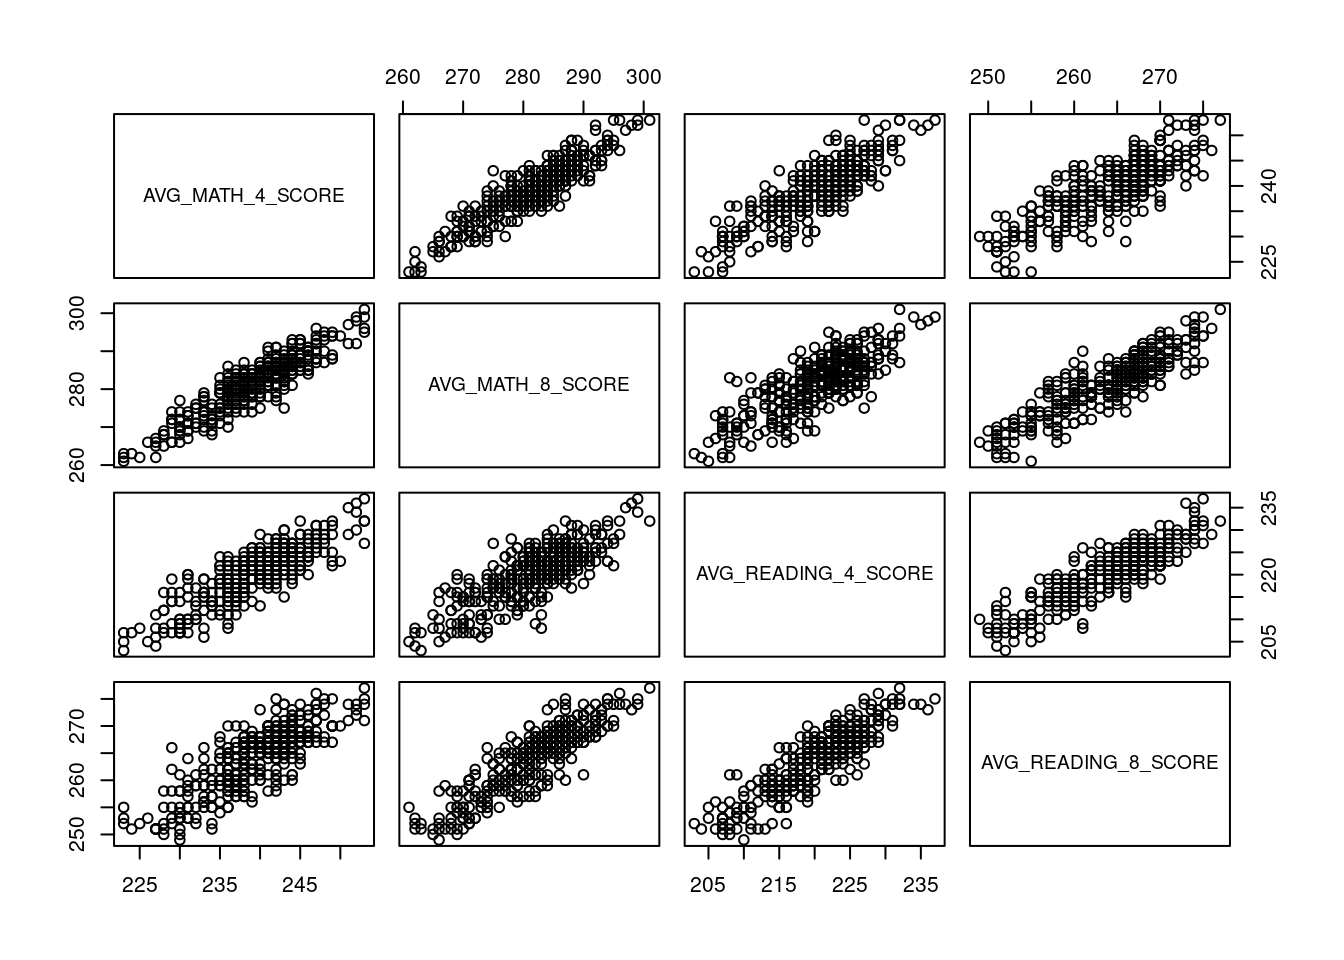 260 270 280 290 300 250 260 270
AVG_MATH_4_SCORE
225 240
260 280 300
AVG_MATH_8_SCORE
AVG_READING_4_SCORE
205 220 235
250 260 270
AVG_READING_8_SCORE
225 235 245 205 215 225 235